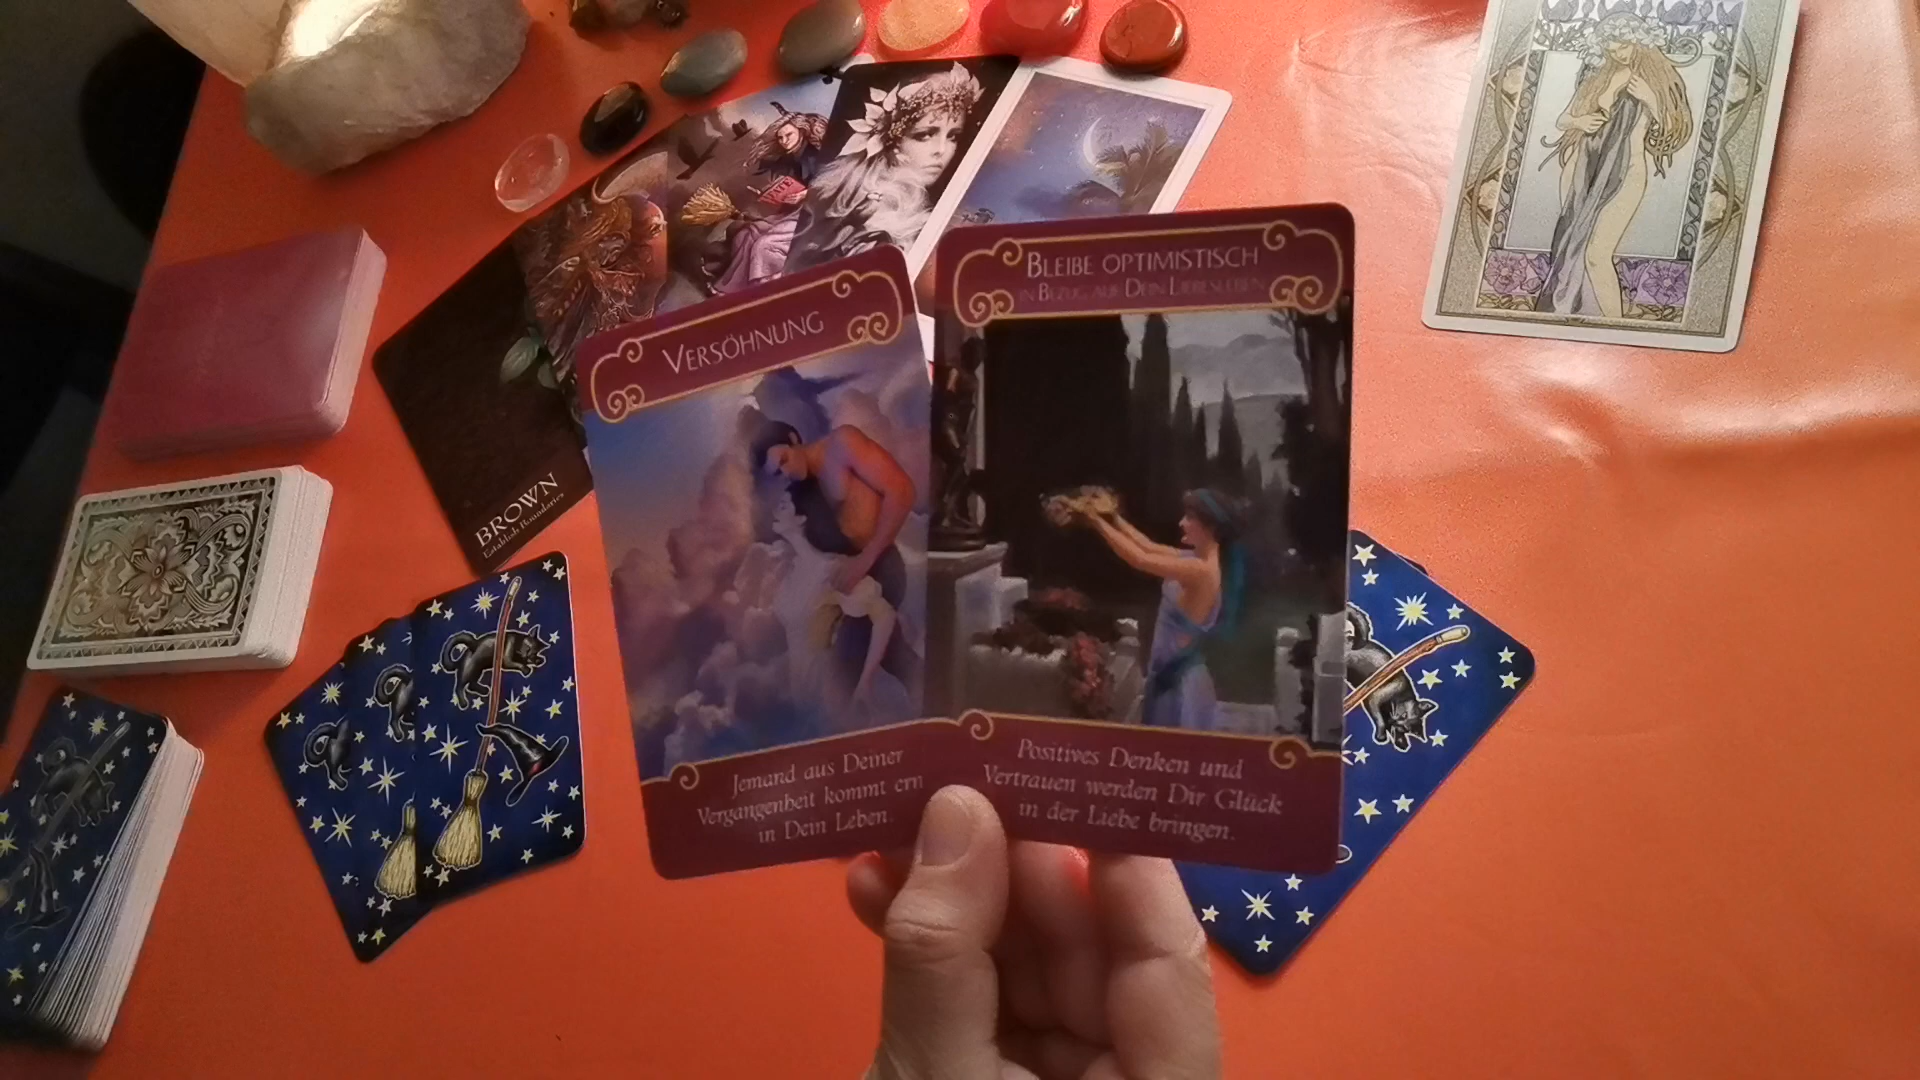 VERSÖHNUNG
Jemand aus Deiner
Vergangenheit kommt ern
in Dein Leben.
BLEIBE OPTIMISTISCH
IN BEZUG AUF DEIN LIEBESLEBEN
Positives Denken und
Vertrauen werden Dir Glück
in der Liebe bringen.
BROWN
Establish Boundaries
FATE